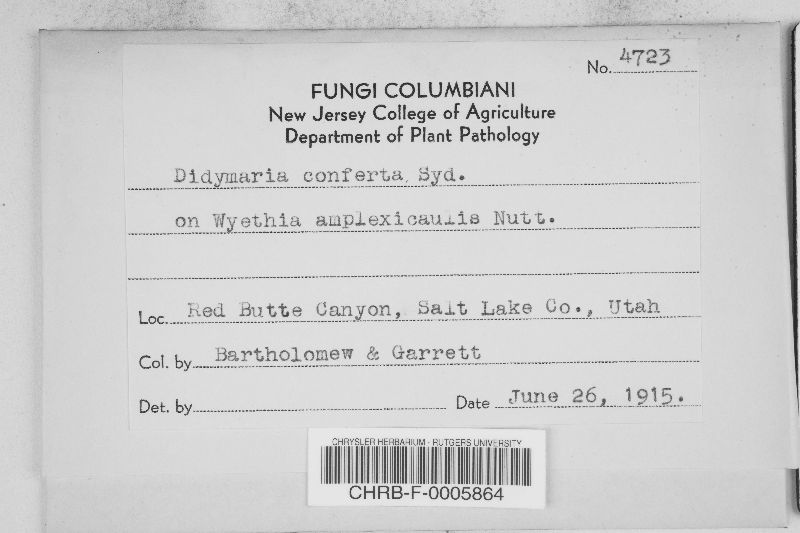 No. 4723
FUNGI COLUMBIANI
New Jersey College of Agriculture
Department of Plant Pathology
Didymaria conferta Syd.
on Wyethia amplexicaulis Nutt.
Loc. Red Butte Canyon, Salt Lake Co., Utah
Col. by Bartholomew & Garrett
Det. by
Date June 26, 1915.
CHRYSLER HERBARIUM - RUTGERS UNIVERSITY
CHRB-F-0005864